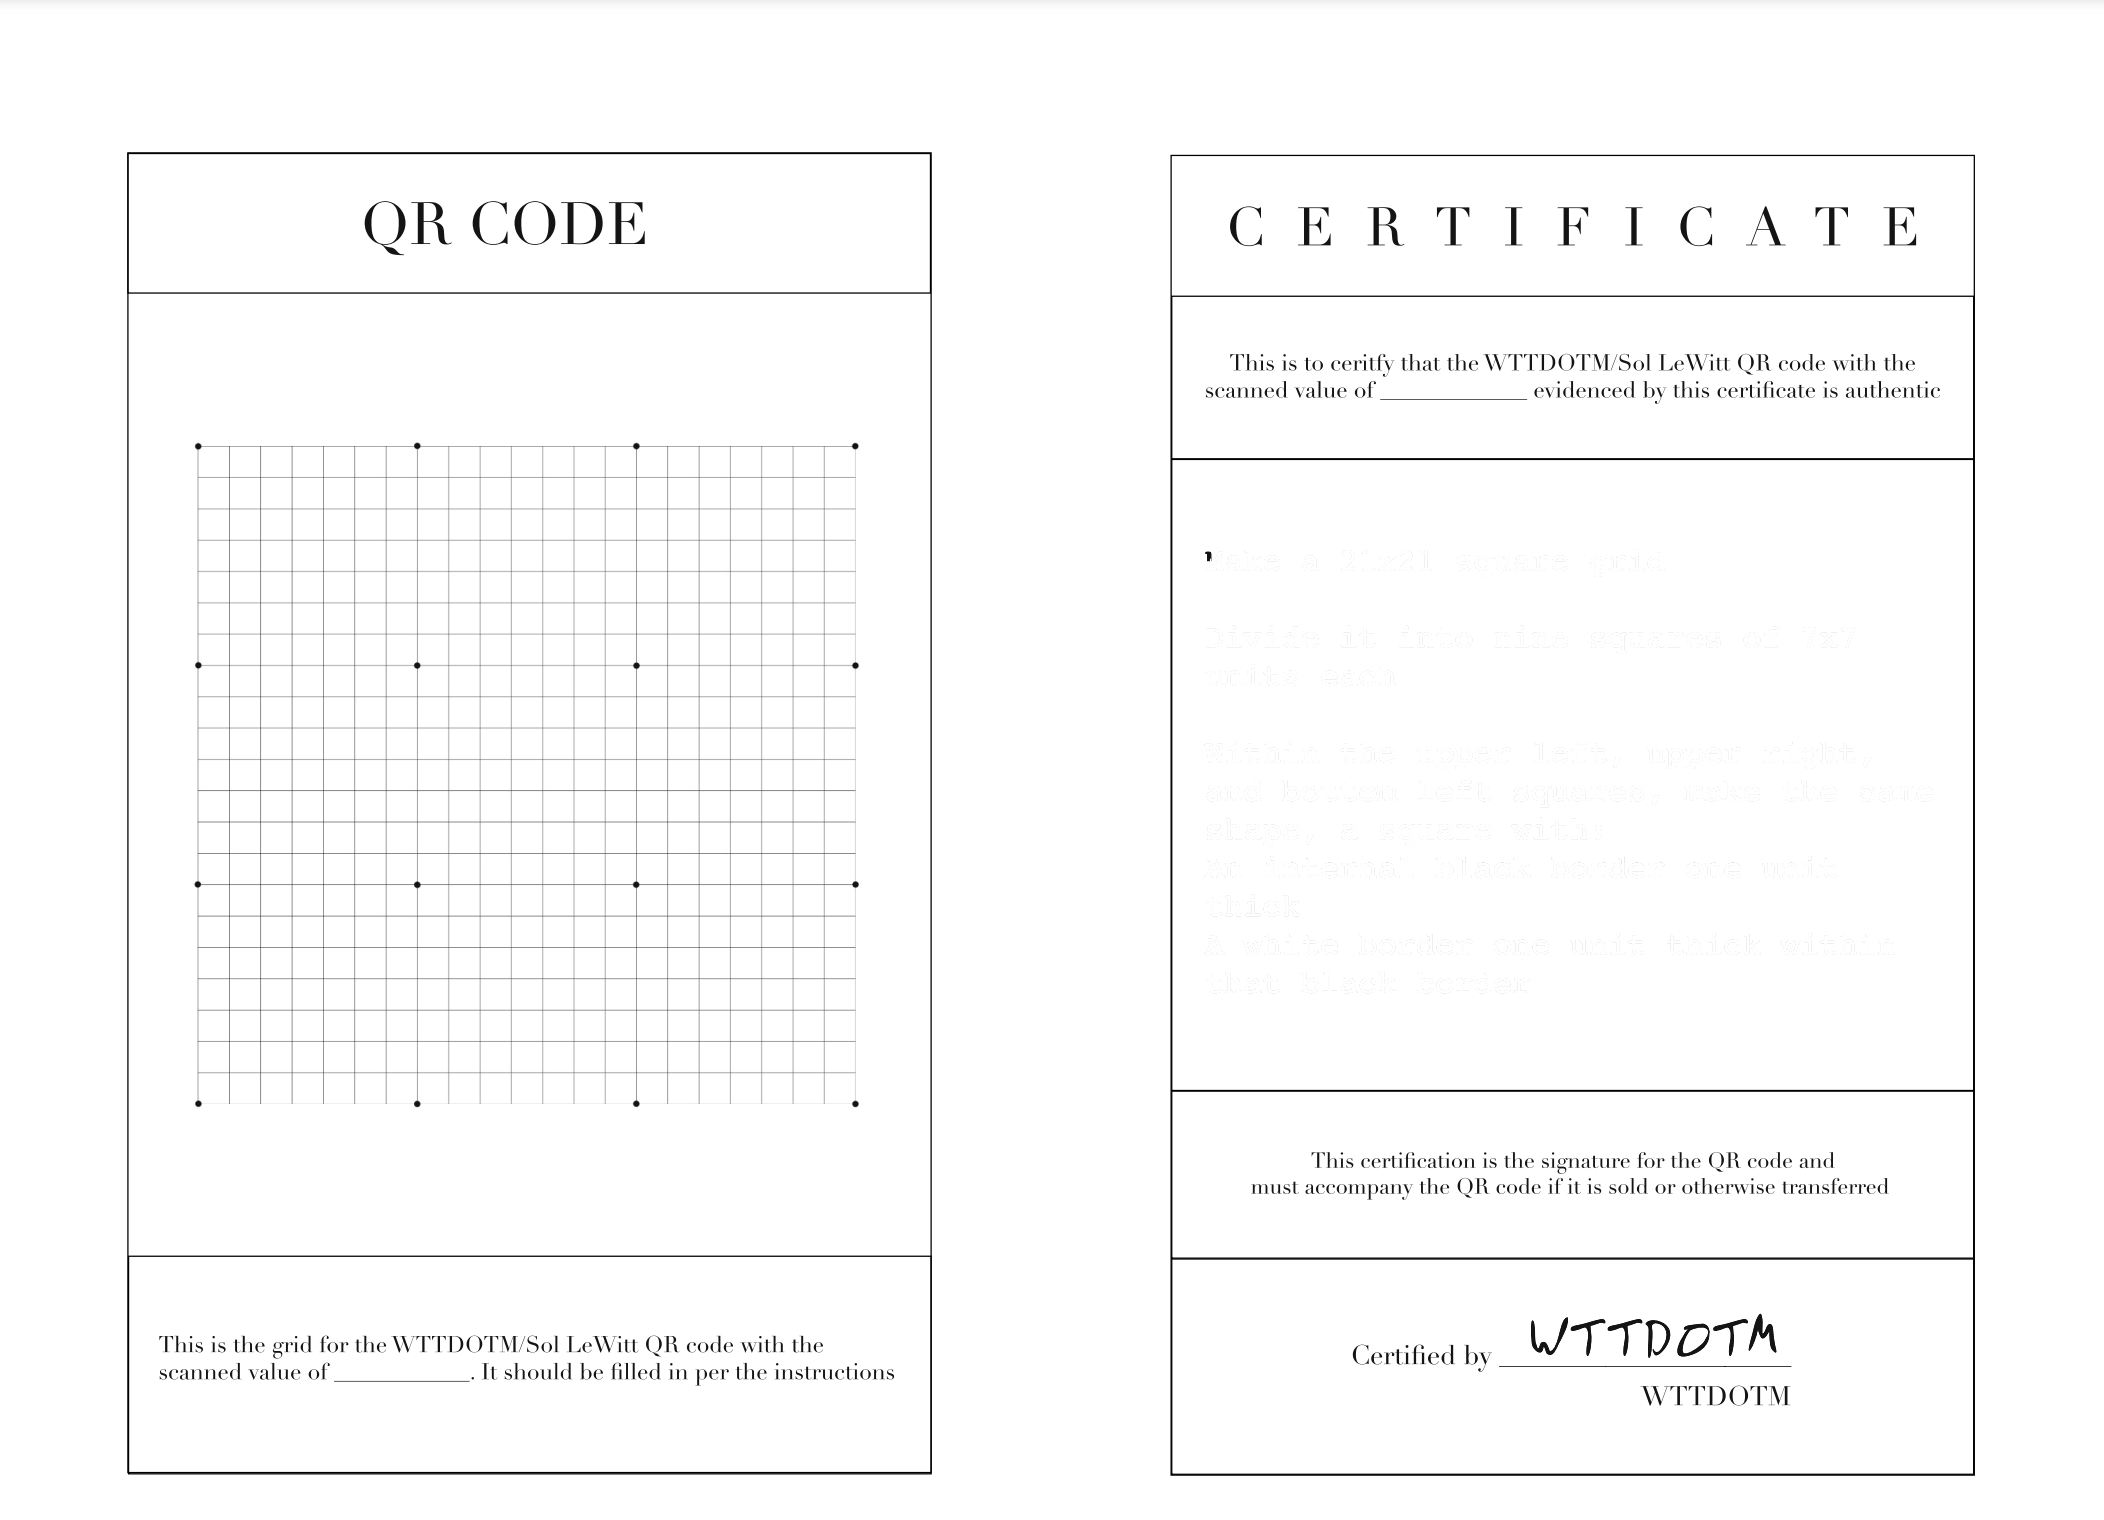 QR CODE
This is the grid for the WTTDOTM/Sol LeWitt QR code with the
scanned value of ____________. It should be filled in per the instructions
C E R T I F I C A T E
This is to ceritfy that the WTTDOTM/Sol LeWitt QR code with the
scanned value of _____________ evidenced by this certificate is authentic
Make a 21x21 square grid
Divide it into nine squares of 7x7
units each
Within the upper left, upper right,
and bottom left squares, make the same
shape, a square with:
An internal black border one unit
thick
A white border one unit thick within
that black border
This certification is the signature for the QR code and
must accompany the QR code if it is sold or otherwise transferred
Certified by WTTDOTM
WTTDOTM